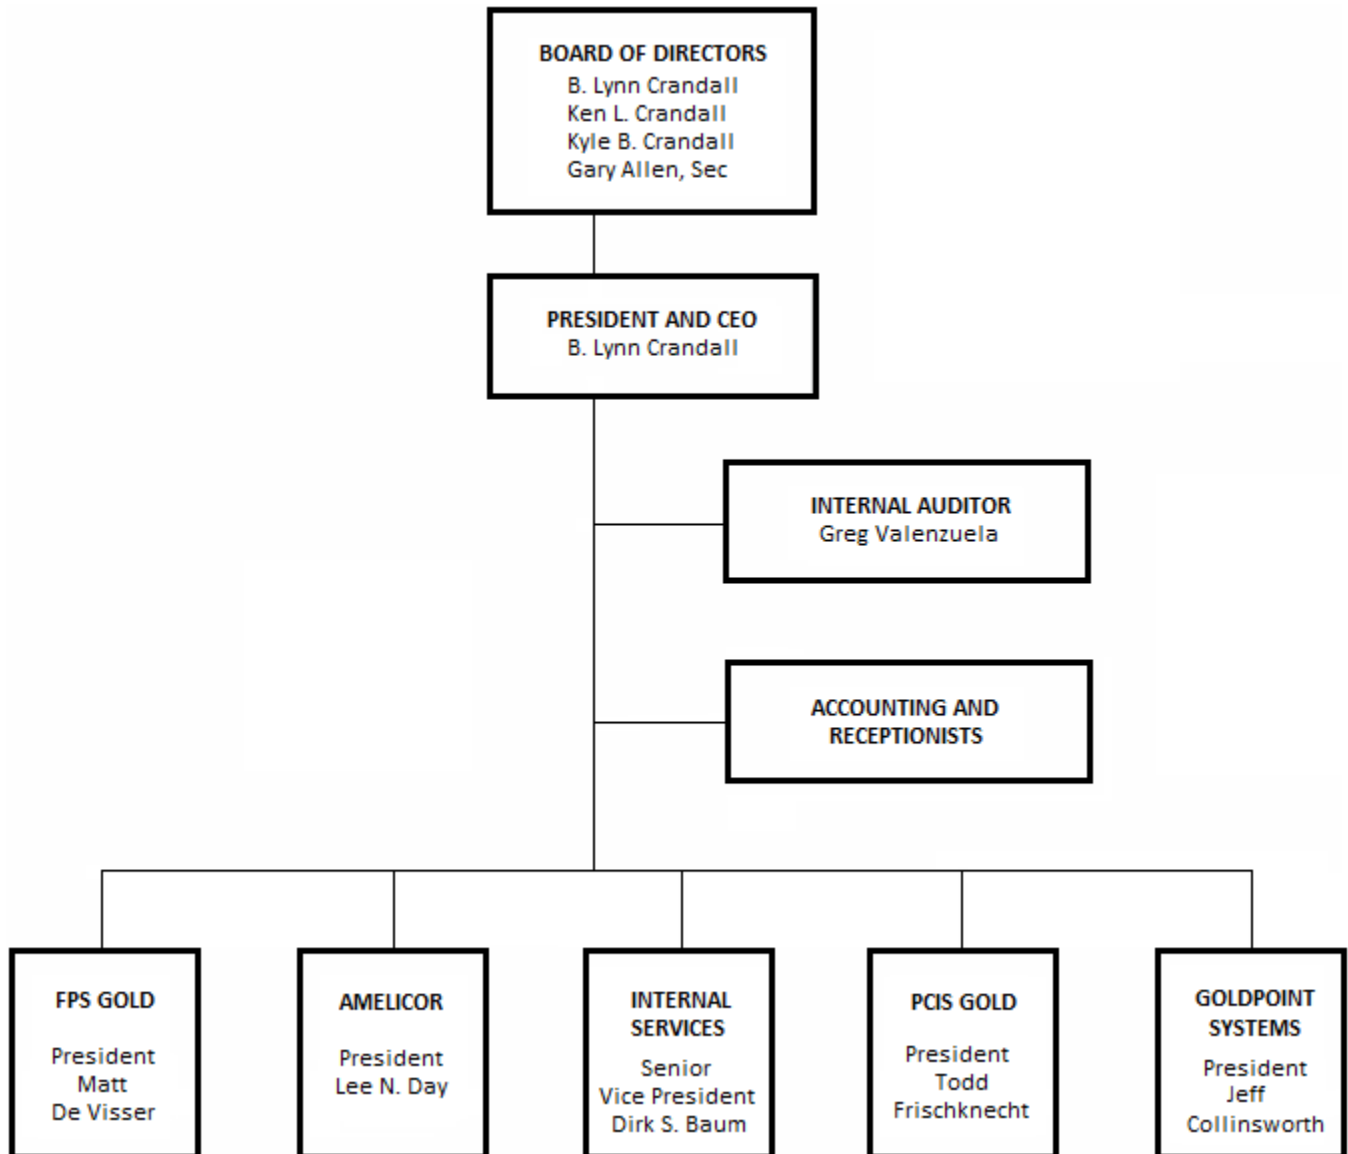 BOARD OF DIRECTORS
B. Lynn Crandall
Ken L. Crandall
Kyle B. Crandall
Gary Allen, Sec
PRESIDENT AND CEO
B. Lynn Crandall
INTERNAL AUDITOR
Greg Valenzuela
ACCOUNTING AND
RECEPTIONISTS
FPS GOLD
President
Matt
De Visser
AMELICOR
President
Lee N. Day
INTERNAL
SERVICES
Senior
Vice President
Dirk S. Baum
PCIS GOLD
President
Todd
Frischknecht
GOLDPOINT
SYSTEMS
President
Jeff
Collinsworth